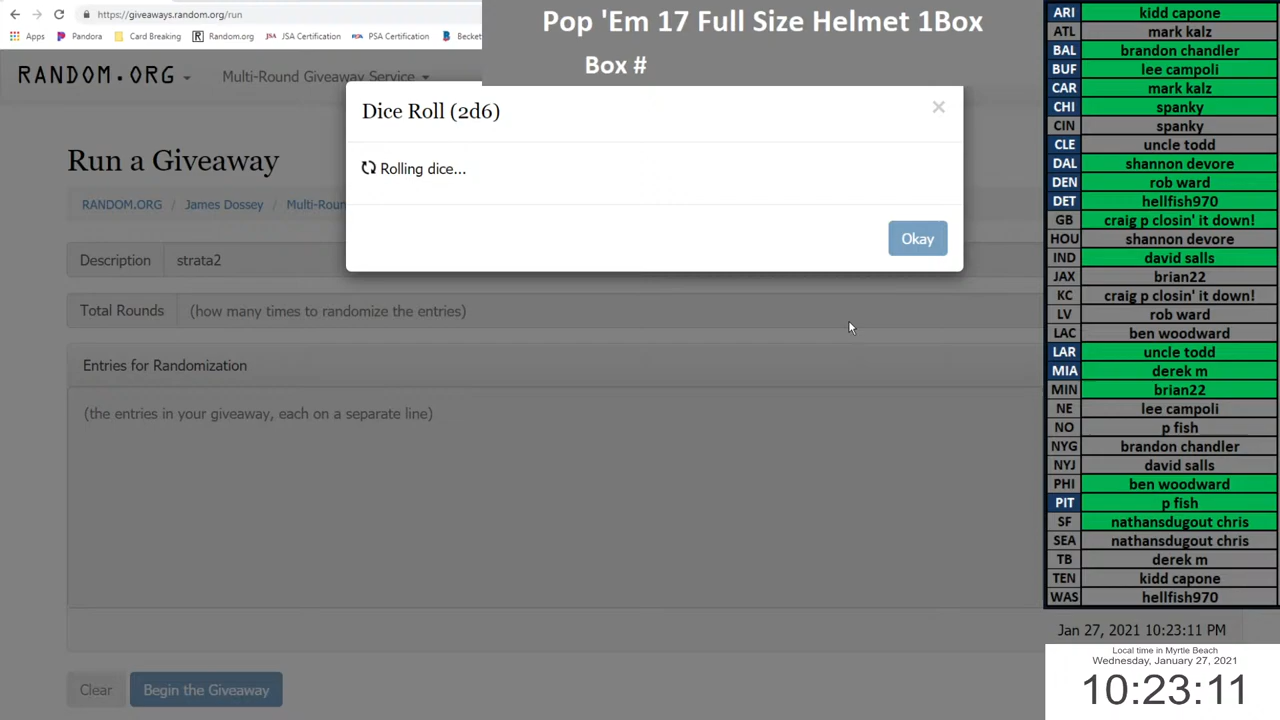 https://giveaways.random.org/run
Apps Pandora Card Breaking Random.org JSA Certification PSA Certification Becket
Pop 'Em 17 Full Size Helmet 1Box
Box #
RANDOM.ORG Multi-Round Giveaway Service
Dice Roll (2d6)
×
Rolling dice...
Okay
Run a Giveaway
RANDOM.ORG / James Dossey / Multi-Roun
Description strata2
Total Rounds (how many times to randomize the entries)
Entries for Randomization
(the entries in your giveaway, each on a separate line)
Clear Begin the Giveaway
ARI kidd capone
ATL mark kalz
BAL brandon chandler
BUF lee campoli
CAR mark kalz
CHI spanky
CIN spanky
CLE uncle todd
DAL shannon devore
DEN rob ward
DET hellfish970
GB craig p closin' it down!
HOU shannon devore
IND david salls
JAX brian22
KC craig p closin' it down!
LV rob ward
LAC ben woodward
LAR uncle todd
MIA derek m
MIN brian22
NE lee campoli
NO p fish
NYG brandon chandler
NYJ david salls
PHI ben woodward
PIT p fish
SF nathansdugout chris
SEA nathansdugout chris
TB derek m
TEN kidd capone
WAS hellfish970
Jan 27, 2021 10:23:11 PM
Local time in Myrtle Beach
Wednesday, January 27, 2021
10:23:11